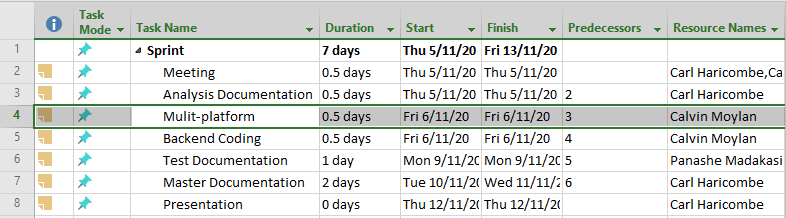 Task Mode Task Name Duration Start Finish Predecessors Resource Names
1 Sprint 7 days Thu 5/11/20 Fri 13/11/20
2 Meeting 0.5 days Thu 5/11/20 Thu 5/11/20 Carl Haricombe,Ca
3 Analysis Documentation 0.5 days Thu 5/11/20 Thu 5/11/20 2 Carl Haricombe
4 Mulit-platform 0.5 days Fri 6/11/20 Fri 6/11/20 3 Calvin Moylan
5 Backend Coding 0.5 days Fri 6/11/20 Fri 6/11/20 4 Calvin Moylan
6 Test Documentation 1 day Mon 9/11/20 Mon 9/11/20 5 Panashe Madakasi
7 Master Documentation 2 days Tue 10/11/20 Wed 11/11/2 6 Carl Haricombe
8 Presentation 0 days Thu 12/11/20 Thu 12/11/20 Carl Haricombe